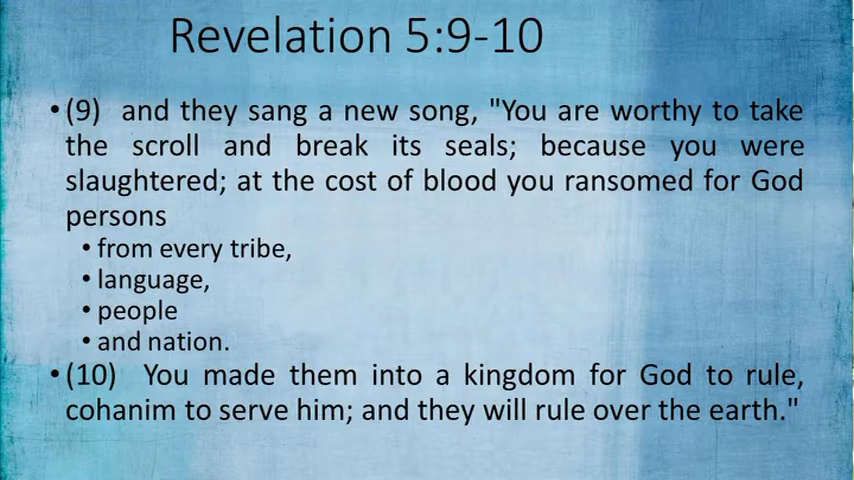 Revelation 5:9-10
• (9) and they sang a new song, "You are worthy to take
the scroll and break its seals; because you were
slaughtered; at the cost of blood you ransomed for God
persons
• from every tribe,
• language,
• people
• and nation.
• (10) You made them into a kingdom for God to rule,
cohanim to serve him; and they will rule over the earth."